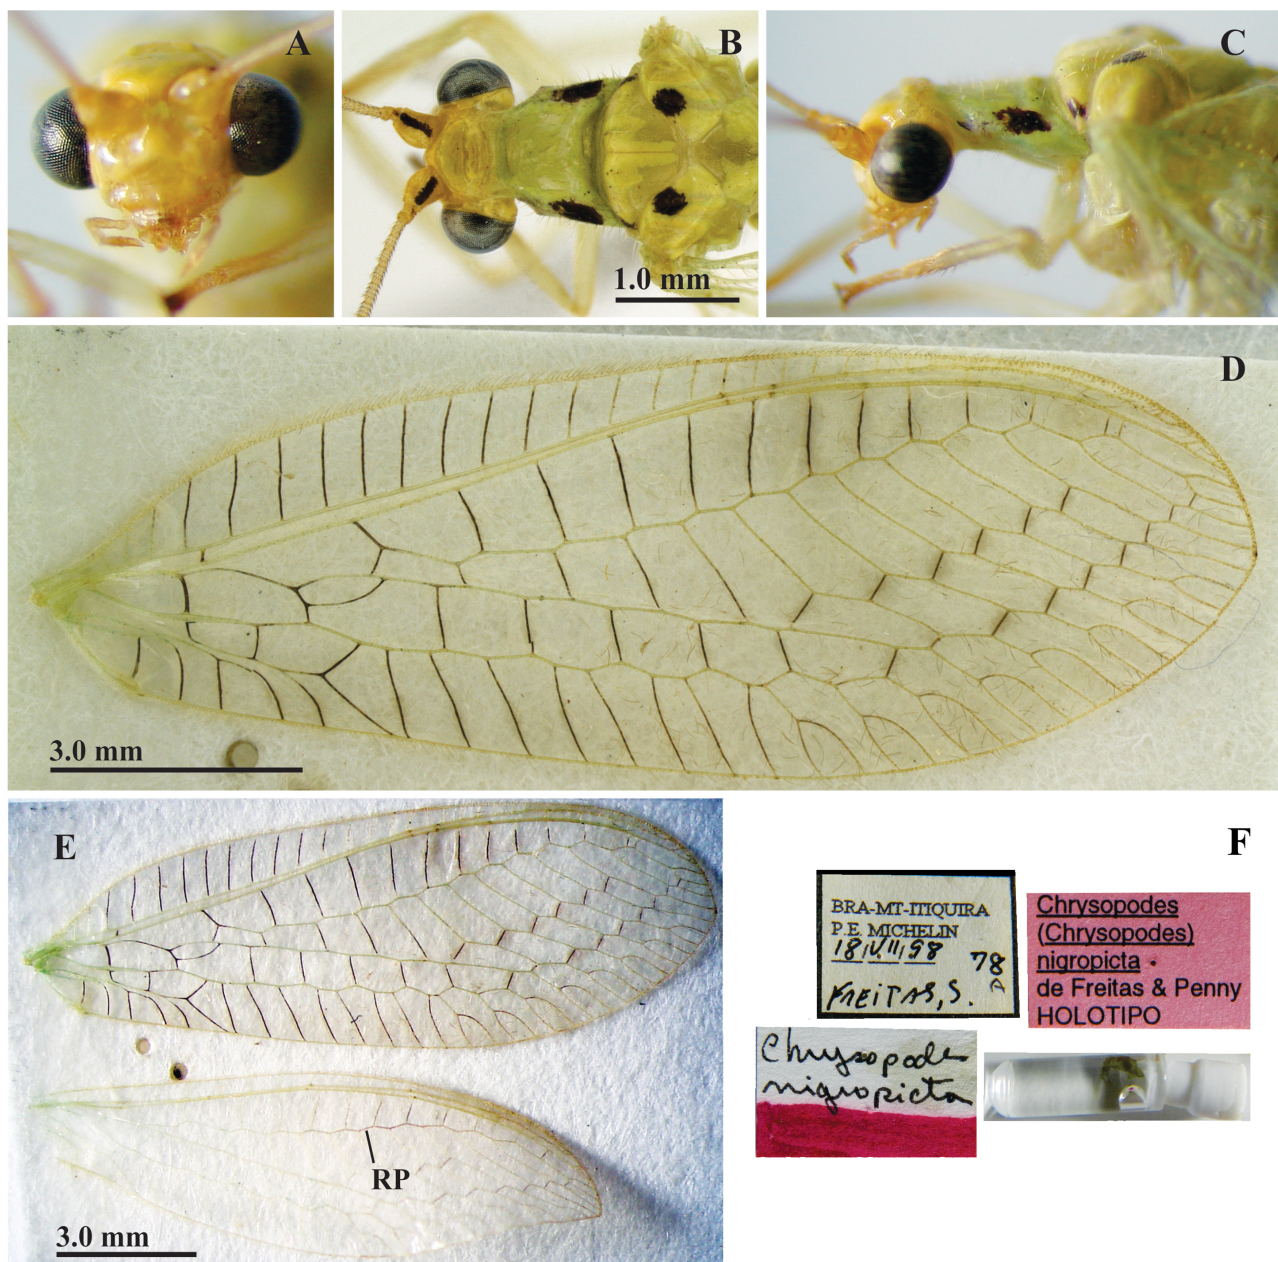 A
B
C
1.0 mm
D
3.0 mm
E
RP
3.0 mm
F
BRA-MT-ITIQUIRA
P.E. MICHELIN
18,VII,98 78
FREITAS, S.
Chrysopodes
(Chrysopodes)
nigropicta
de Freitas & Penny
HOLOTIPO
Chrysopodes
nigropicta